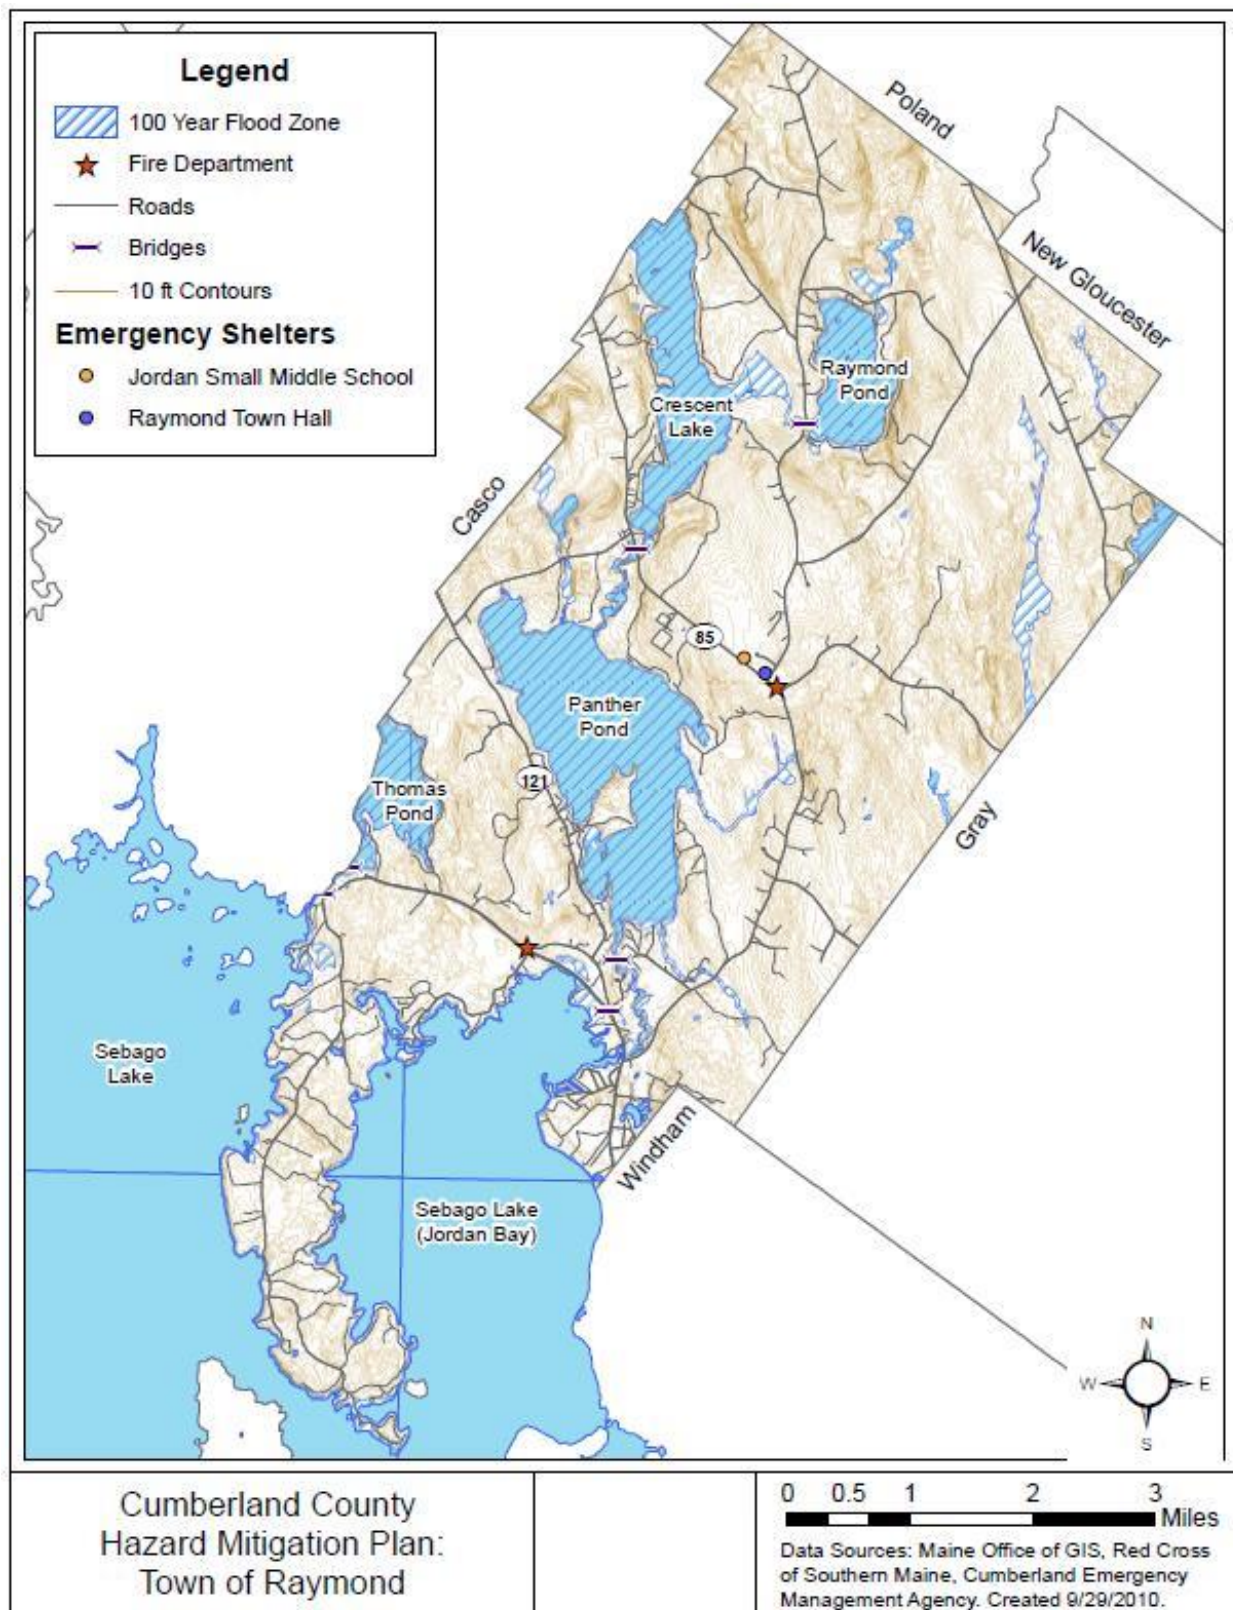 Legend
100 Year Flood Zone
Fire Department
Roads
Bridges
10 ft Contours
Emergency Shelters
Jordan Small Middle School
Raymond Town Hall
Poland
New Gloucester
Raymond
Pond
Crescent
Lake
Casco
85
Panther
Pond
121
Thomas
Pond
Gray
Sebago
Lake
Windham
Sebago Lake
(Jordan Bay)
N
W
E
S
Cumberland County
Hazard Mitigation Plan:
Town of Raymond
0 0.5 1 2 3
Miles
Data Sources: Maine Office of GIS, Red Cross
of Southern Maine, Cumberland Emergency
Management Agency. Created 9/29/2010.